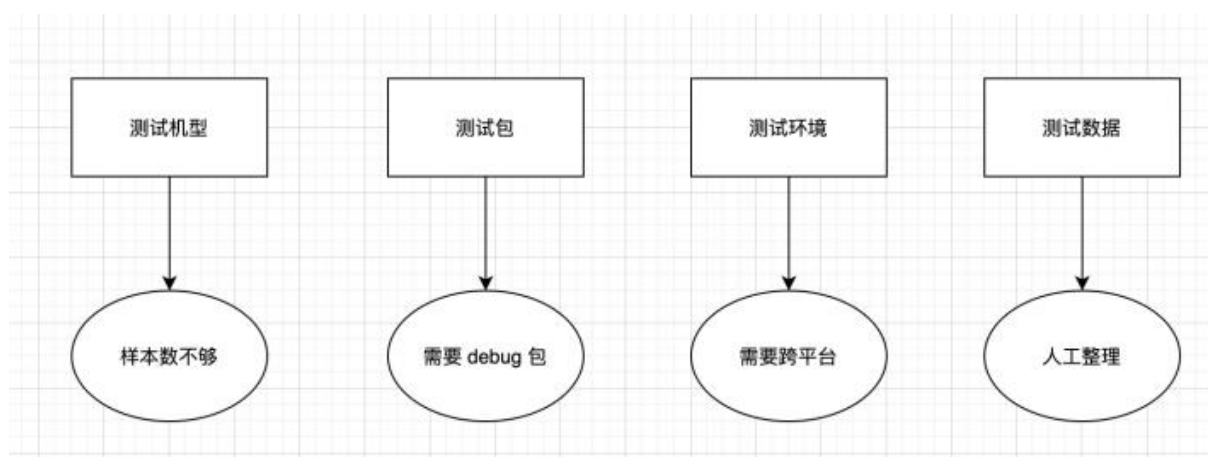 测试机型
测试包
测试环境
测试数据
样本数不够
需要 debug 包
需要跨平台
人工整理